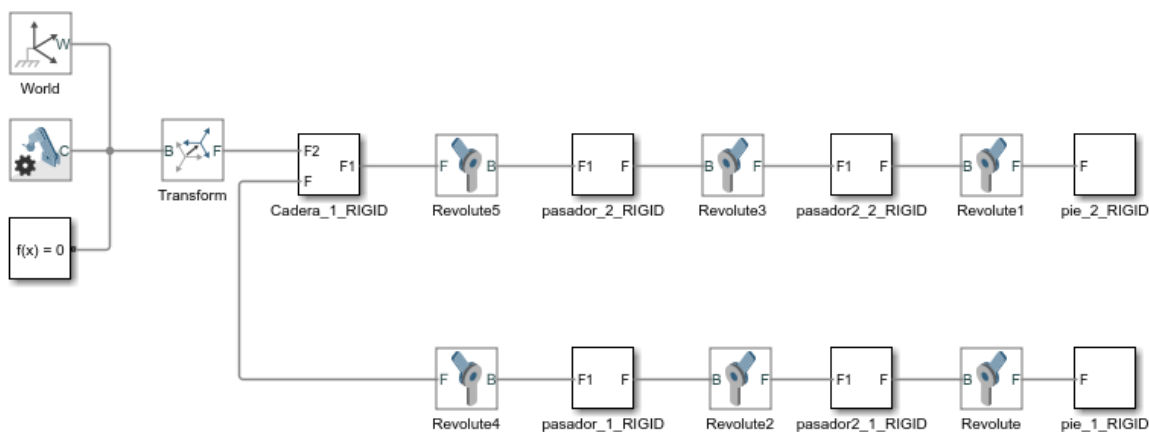 W
World
C
B F
Transform
f(x) = 0
F2
F1
F
Cadera_1_RIGID
F B
Revolute5
F1 F
pasador_2_RIGID
B F
Revolute3
F1 F
pasador2_2_RIGID
B F
Revolute1
F
pie_2_RIGID
F B
Revolute4
F1 F
pasador_1_RIGID
B F
Revolute2
F1 F
pasador2_1_RIGID
B F
Revolute
F
pie_1_RIGID